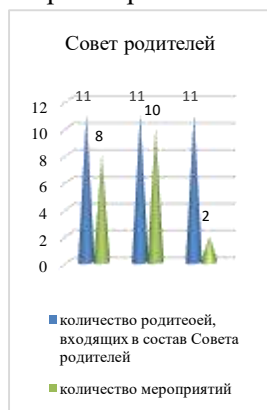 Совет родителей
11 11 11
10
8
2
12
10
8
6
4
2
0
количество родитеоей,
входящих в состав Совета
родителей
количество мероприятий